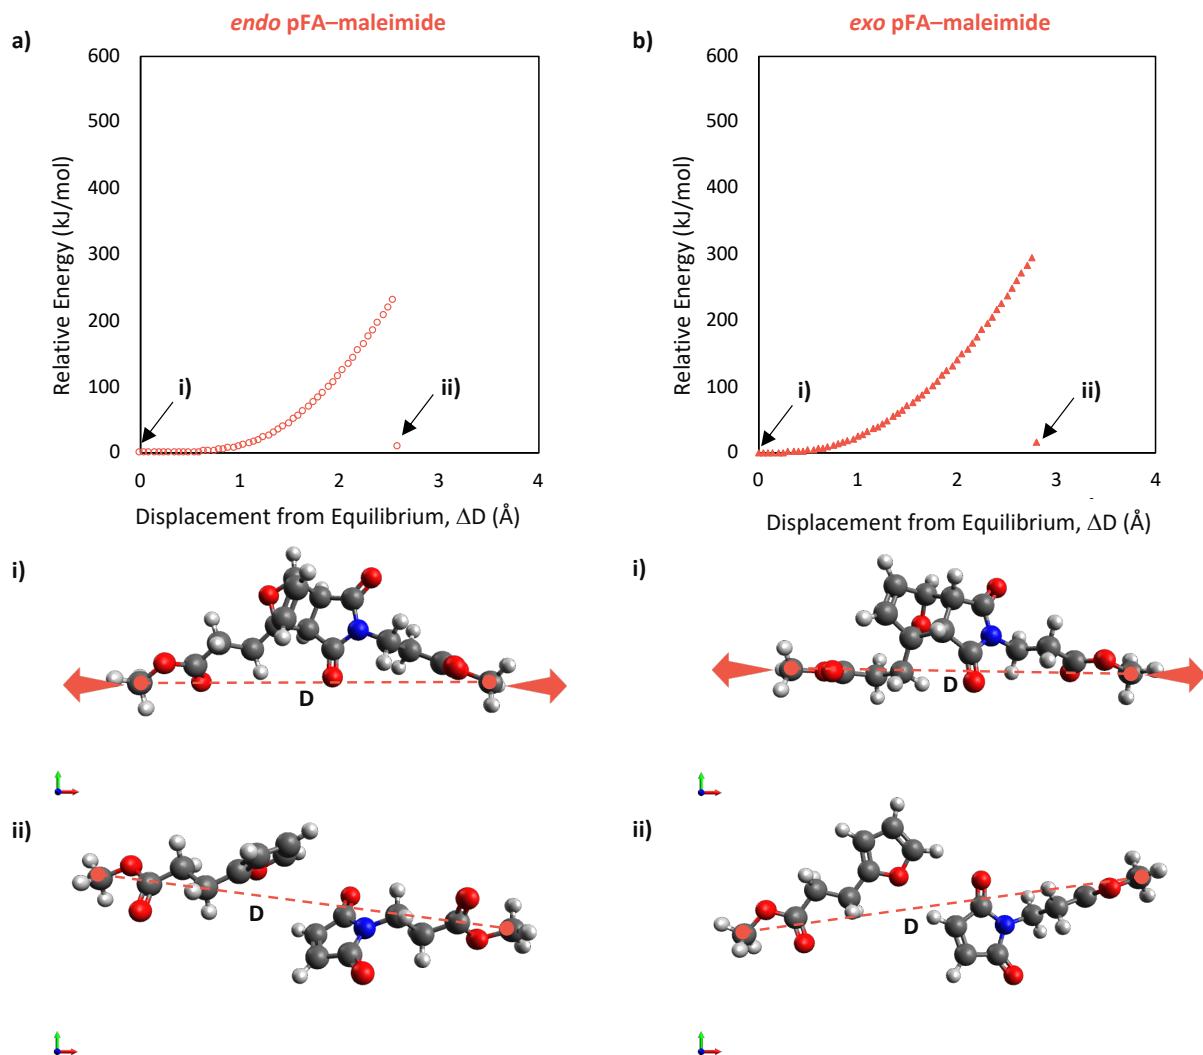 a)
endo pFA–maleimide
Relative Energy (kJ/mol)
600
500
400
300
200
100
0
i)
ii)
0 1 2 3 4
Displacement from Equilibrium, ΔD (Å)
i)
D
ii)
D
b)
exo pFA–maleimide
Relative Energy (kJ/mol)
600
500
400
300
200
100
0
i)
ii)
0 1 2 3 4
Displacement from Equilibrium, ΔD (Å)
i)
D
ii)
D